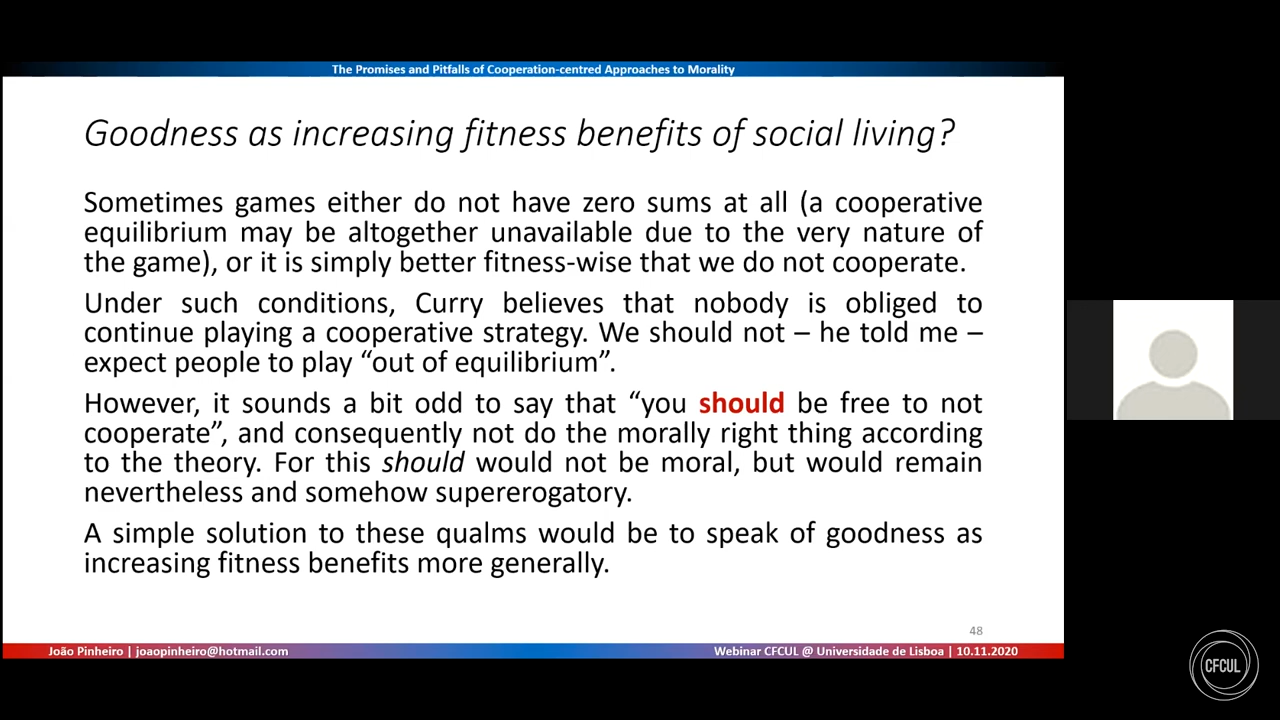 The Promises and Pitfalls of Cooperation-centred Approaches to Morality
Goodness as increasing fitness benefits of social living?
Sometimes games either do not have zero sums at all (a cooperative
equilibrium may be altogether unavailable due to the very nature of
the game), or it is simply better fitness-wise that we do not cooperate.
Under such conditions, Curry believes that nobody is obliged to
continue playing a cooperative strategy. We should not – he told me –
expect people to play “out of equilibrium”.
However, it sounds a bit odd to say that “you should be free to not
cooperate”, and consequently not do the morally right thing according
to the theory. For this should would not be moral, but would remain
nevertheless and somehow supererogatory.
A simple solution to these qualms would be to speak of goodness as
increasing fitness benefits more generally.
48
João Pinheiro | joaopinheiro@hotmail.com
Webinar CFCUL @ Universidade de Lisboa | 10.11.2020
CFCUL